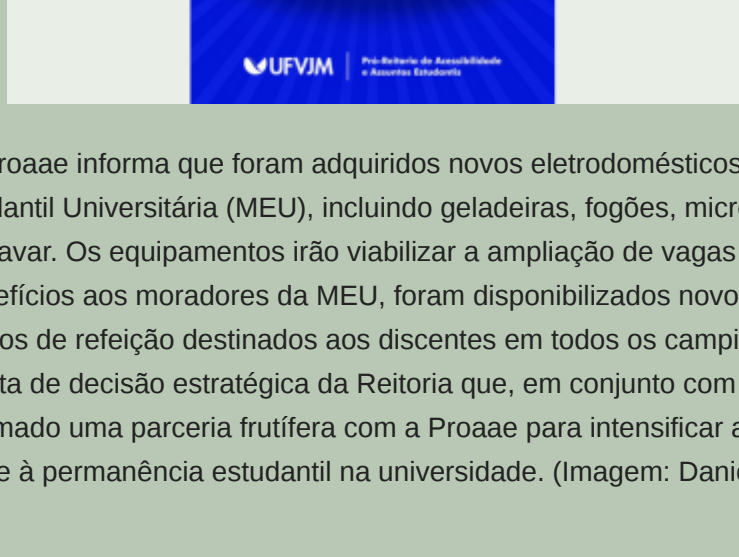 UFVJM
Pró-Reitoria de Acessibilidade
e Assuntos Estudantis
roaae informa que foram adquiridos novos eletrodomésticos
antil Universitária (MEU), incluindo geladeiras, fogões, micr
avar. Os equipamentos irão viabilizar a ampliação de vagas
efícios aos moradores da MEU, foram disponibilizados novo
os de refeição destinados aos discentes em todos os campi
ta de decisão estratégica da Reitoria que, em conjunto com
mado uma parceria frutífera com a Proaae para intensificar a
e à permanência estudantil na universidade. (Imagem: Dani